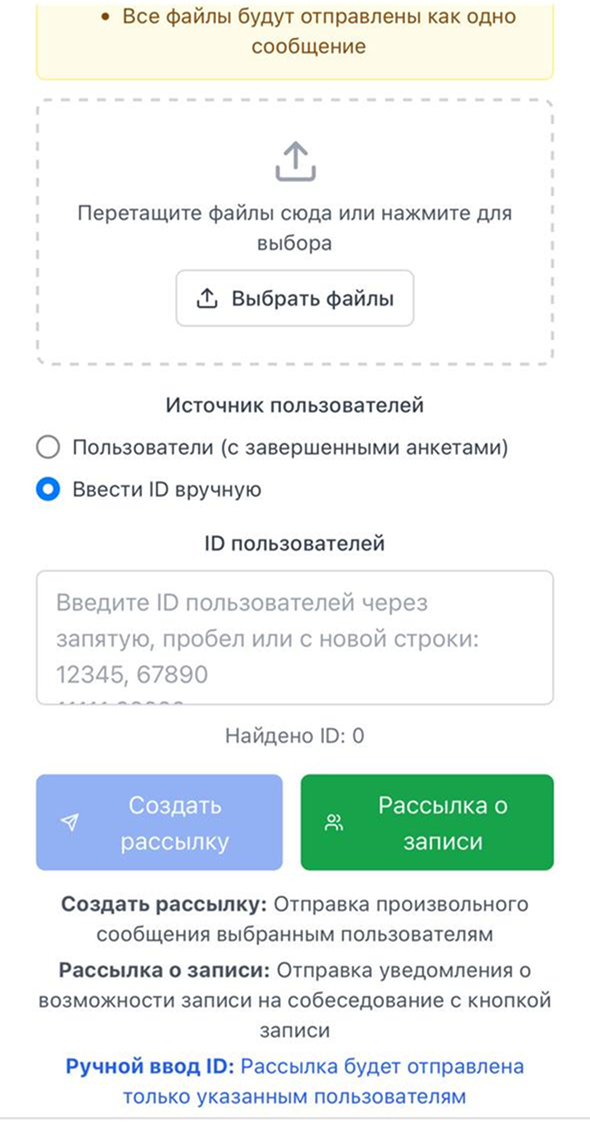 • Все файлы будут отправлены как одно
сообщение
Перетащите файлы сюда или нажмите для
выбора
Выбрать файлы
Источник пользователей
Пользователи (с завершенными анкетами)
Ввести ID вручную
ID пользователей
Введите ID пользователей через
запятую, пробел или с новой строки:
12345, 67890
Найдено ID: 0
Создать
рассылку
Рассылка о
записи
Создать рассылку: Отправка произвольного
сообщения выбранным пользователям
Рассылка о записи: Отправка уведомления о
возможности записи на собеседование с кнопкой
записи
Ручной ввод ID: Рассылка будет отправлена
только указанным пользователям